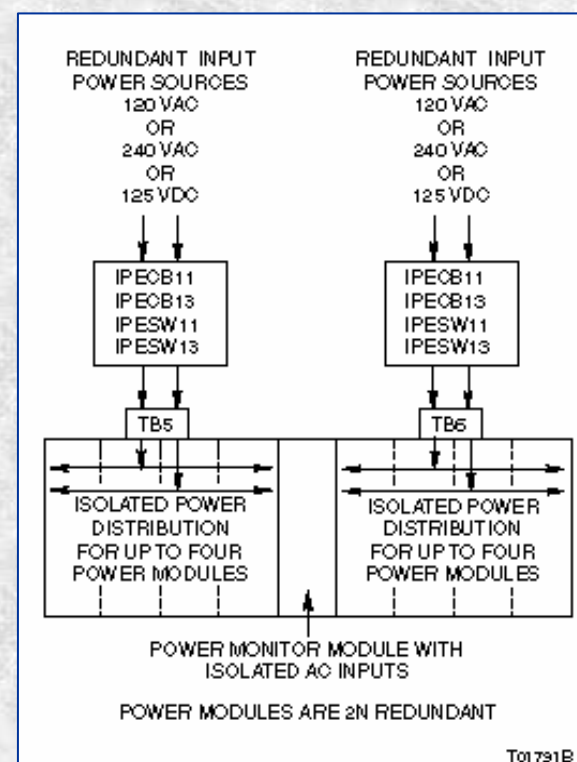 REDUNDANT INPUT
POWER SOURCES
120 VAC
OR
240 VAC
OR
125 VDC
REDUNDANT INPUT
POWER SOURCES
120 VAC
OR
240 VAC
OR
125 VDC
IPECB11
IPECB13
IPESW11
IPESW13
IPECB11
IPECB13
IPESW11
IPESW13
TB5
TB6
ISOLATED POWER
DISTRIBUTION
FOR UP TO FOUR
POWER MODULES
ISOLATED POWER
DISTRIBUTION
FOR UP TO FOUR
POWER MODULES
POWER MONITOR MODULE WITH
ISOLATED AC INPUTS
POWER MODULES ARE 2N REDUNDANT
T01791B